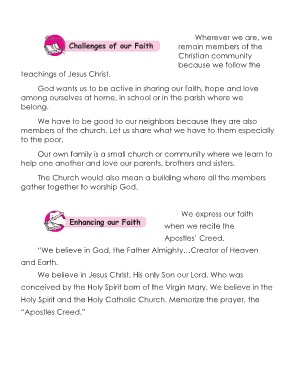 Challenges of our Faith
Wherever we are, we
remain members of the
Christian community
because we follow the
teachings of Jesus Christ.
God wants us to be active in sharing our faith, hope and love
among ourselves at home, in school or in the parish where we
belong.
We have to be good to our neighbors because they are also
members of the church. Let us share what we have to them especially
to the poor.
Our own family is a small church or community where we learn to
help one another and love our parents, brothers and sisters.
The Church would also mean a building where all the members
gather together to worship God.
Enhancing our Faith
We express our faith
when we recite the
Apostles' Creed.
"We believe in God, the Father Almighty...Creator of Heaven
and Earth.
We believe in Jesus Christ. His only Son our Lord. Who was
conceived by the Holy Spirit born of the Virgin Mary. We believe in the
Holy Spirit and the Holy Catholic Church. Memorize the prayer, the
"Apostles Creed."